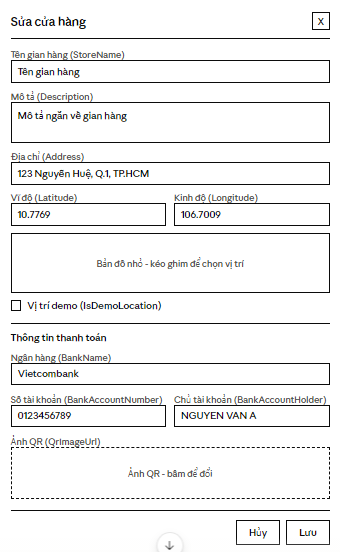 Sửa cửa hàng
X
Tên gian hàng (StoreName)
Tên gian hàng
Mô tả (Description)
Mô tả ngắn về gian hàng
Địa chỉ (Address)
123 Nguyễn Huệ, Q.1, TP.HCM
Vĩ độ (Latitude)
Kinh độ (Longitude)
10.7769
106.7009
Bản đồ nhỏ - kéo ghim để chọn vị trí
Vị trí demo (IsDemoLocation)
Thông tin thanh toán
Ngân hàng (BankName)
Vietcombank
Số tài khoản (BankAccountNumber)
Chủ tài khoản (BankAccountHolder)
0123456789
NGUYEN VAN A
Ảnh QR (QrImageUrl)
Ảnh QR - bấm để đổi
Hủy
Lưu